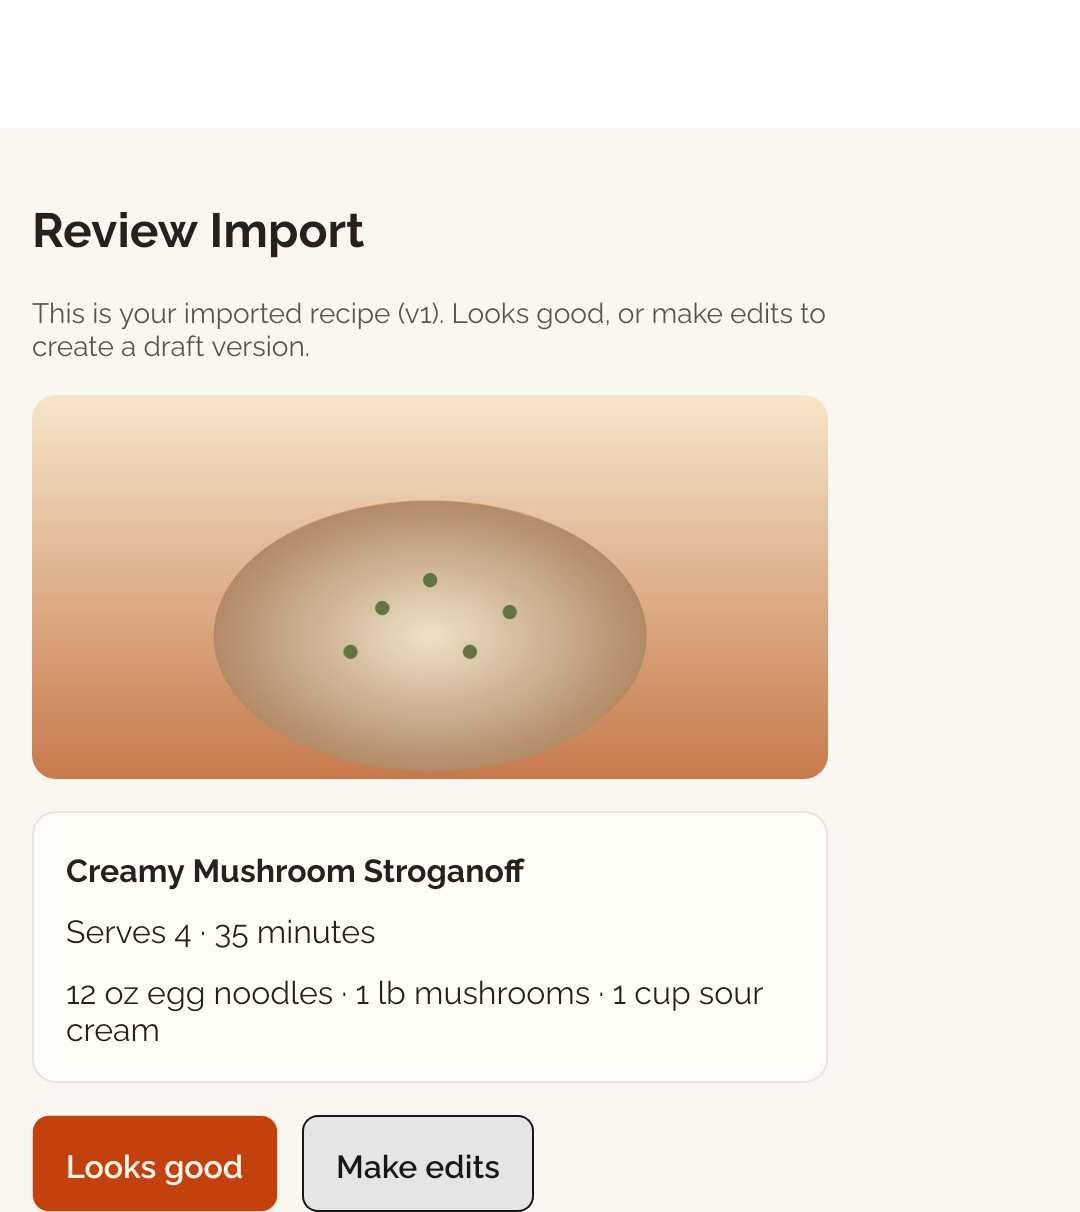 Review Import
This is your imported recipe (v1). Looks good, or make edits to
create a draft version.
Creamy Mushroom Stroganoff
Serves 4 · 35 minutes
12 oz egg noodles · 1 lb mushrooms · 1 cup sour
cream
Looks good
Make edits